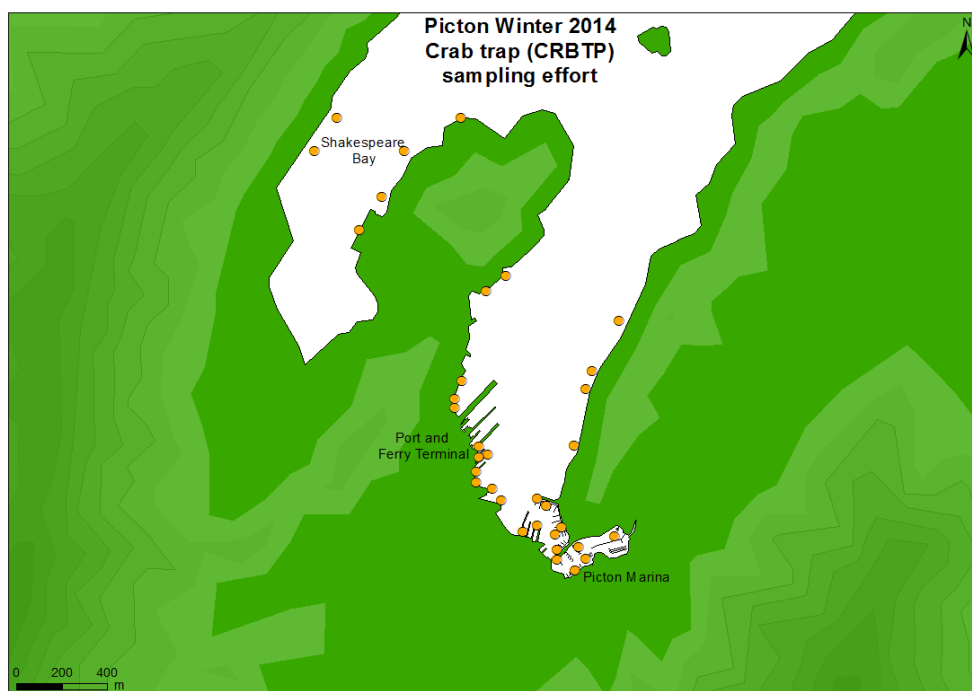 Picton Winter 2014
Crab trap (CRBTP)
sampling effort
N
Shakespeare
Bay
Port and
Ferry Terminal
Picton Marina
0 200 400
m